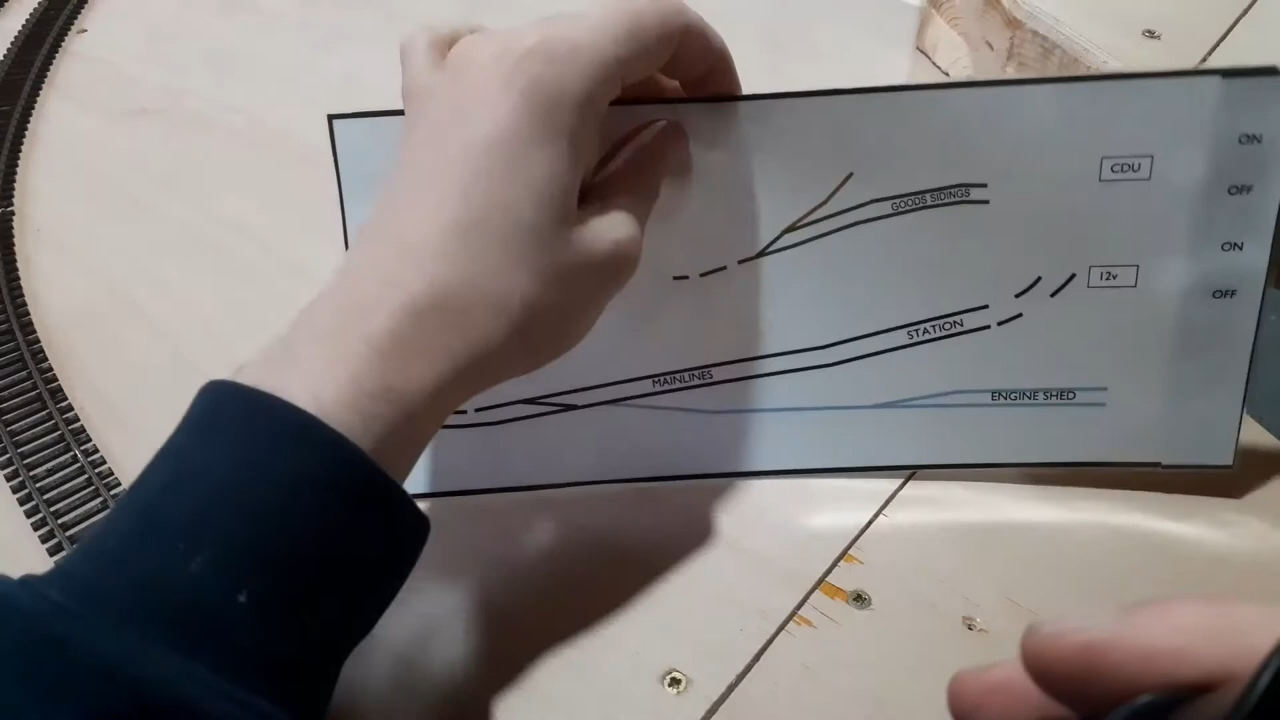 ON
CDU
OFF
GOODS SIDINGS
ON
12v
OFF
STATION
MAINLINES
ENGINE SHED